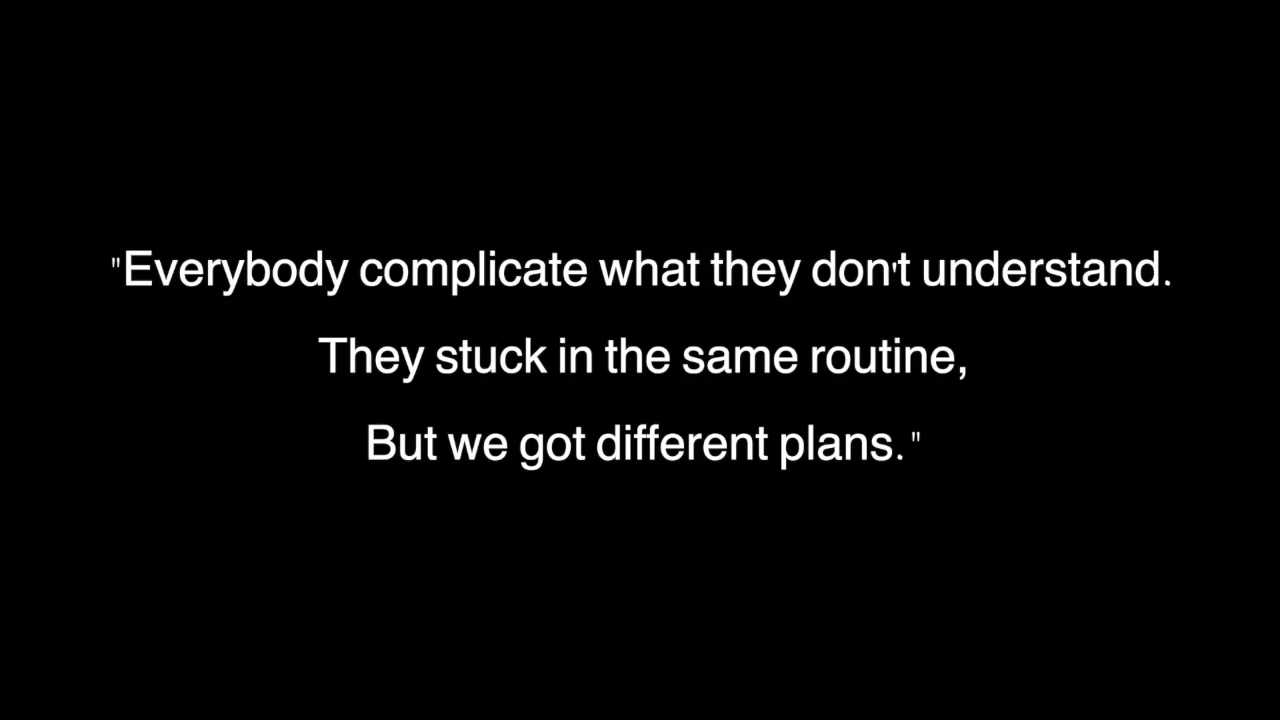 "Everybody complicate what they don't understand.
They stuck in the same routine,
But we got different plans."